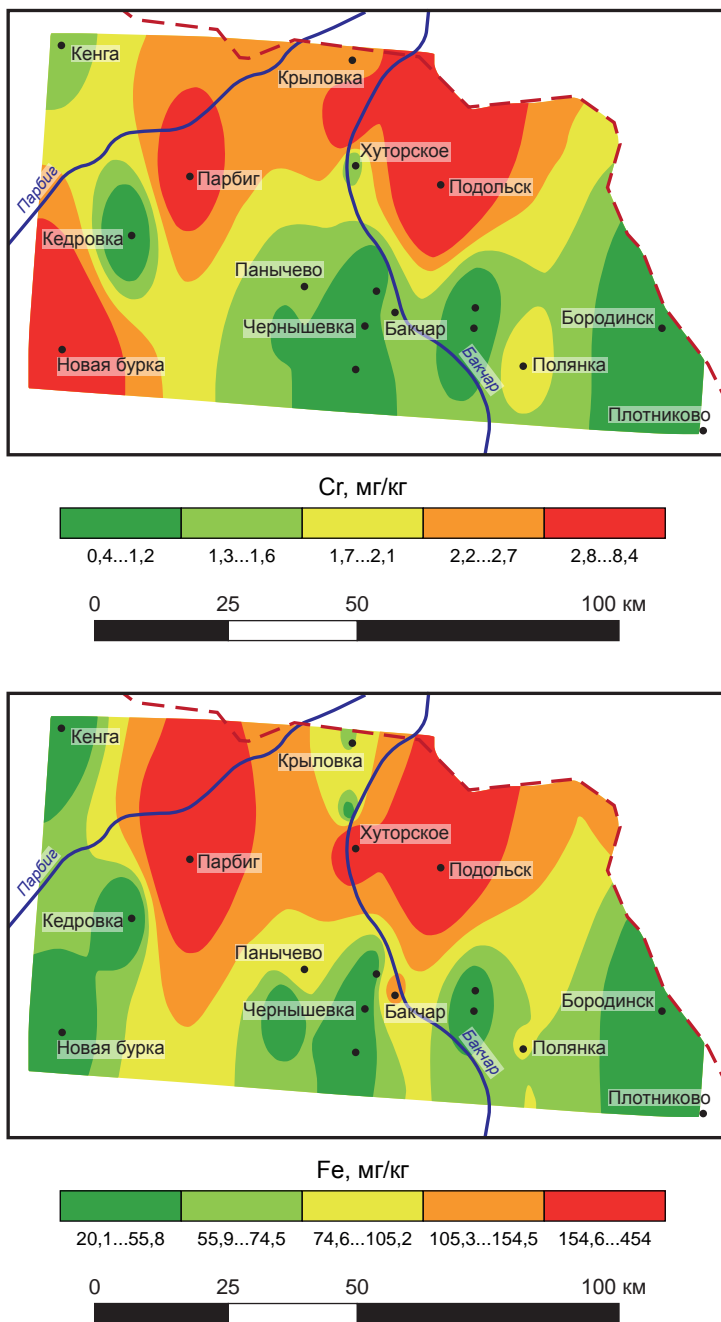 Кенга
Крыловка
Хуторское
Парбиг
Парбиг
Подольск
Кедровка
Панычево
Чернышевка
Бакчар
Бородинск
Новая бурка
Бакчар
Полянка
Плотниково
Cr, мг/кг
0,4...1,2 1,3...1,6 1,7...2,1 2,2...2,7 2,8...8,4
0 25 50 100 км
Кенга
Крыловка
Хуторское
Парбиг
Парбиг
Подольск
Кедровка
Панычево
Чернышевка
Бакчар
Бородинск
Новая бурка
Бакчар
Полянка
Плотниково
Fe, мг/кг
20,1...55,8 55,9...74,5 74,6...105,2 105,3...154,5 154,6...454
0 25 50 100 км